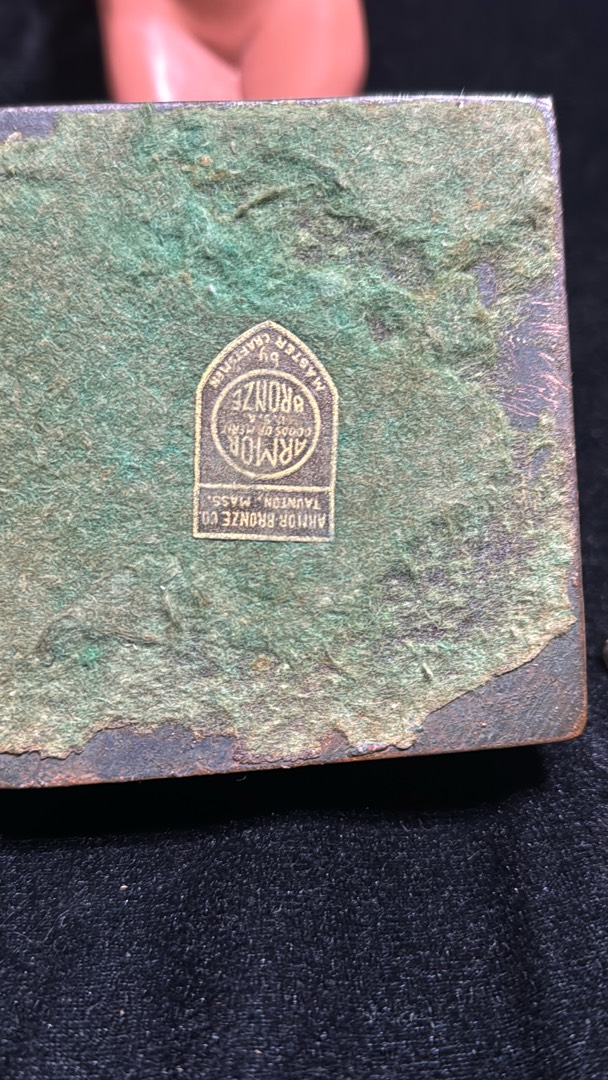 MASTER CRAFTSMEN
by
ARMOR
GOODS OF MERIT
U.S.A.
BRONZE
ARMOR BRONZE CO.
TAUNTON, MASS.